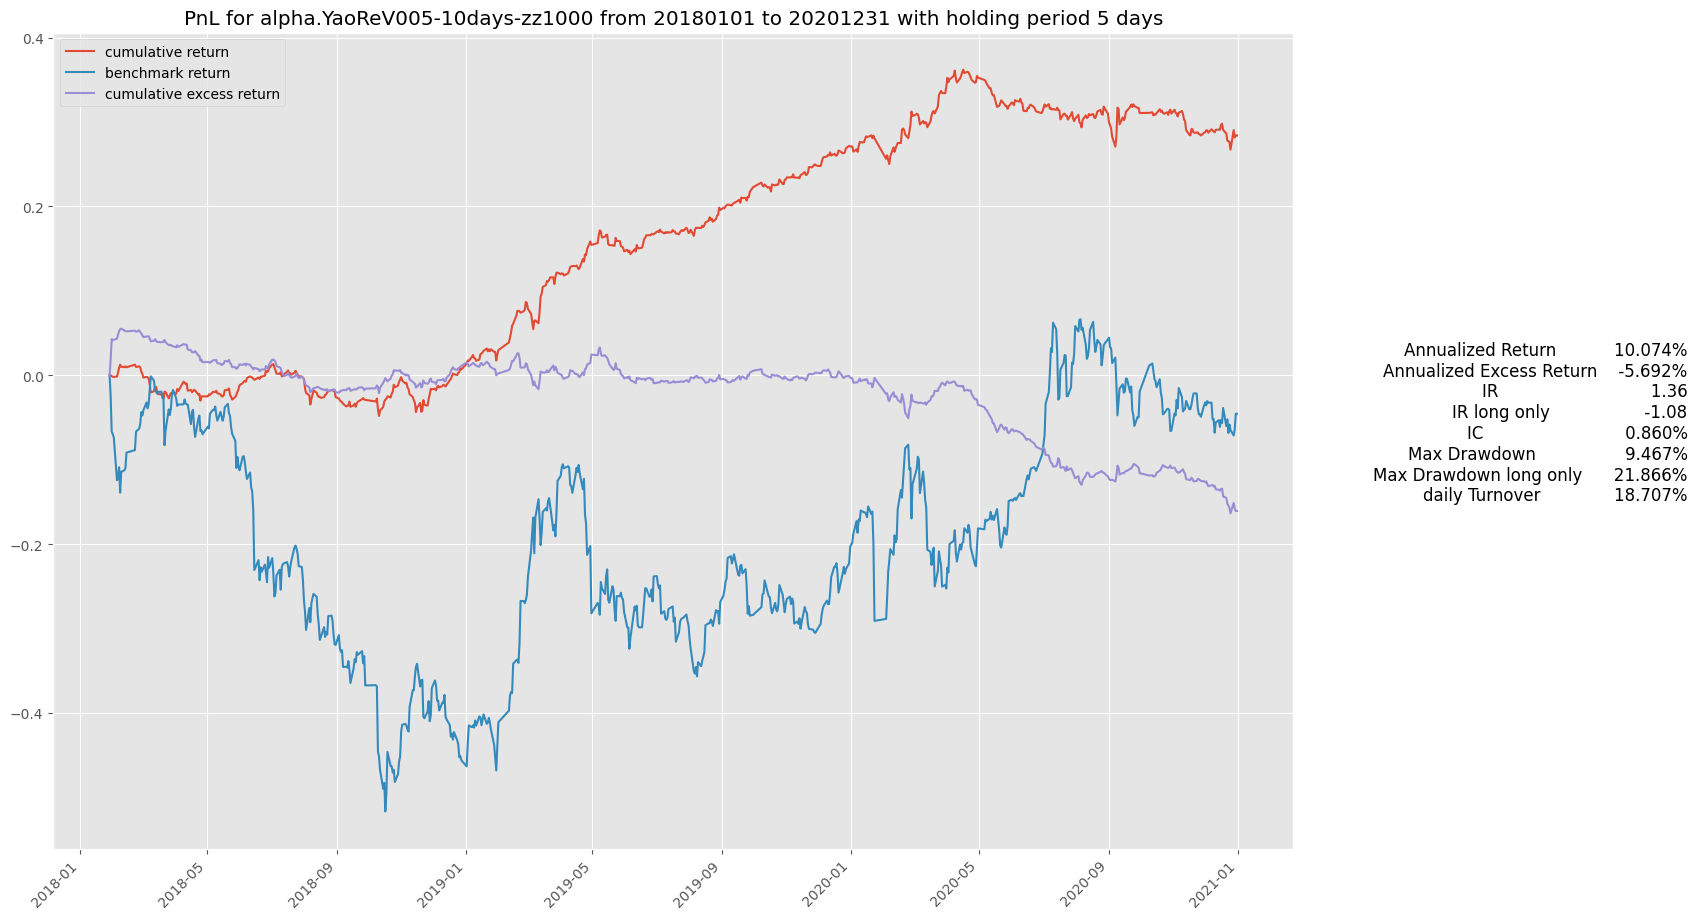 PnL for alpha.YaoReV005-10days-zz1000 from 20180101 to 20201231 with holding period 5 days
cumulative return
benchmark return
cumulative excess return
0.4
0.2
0.0
−0.2
−0.4
2018-01
2018-05
2018-09
2019-01
2019-05
2019-09
2020-01
2020-05
2020-09
2021-01
Annualized Return 10.074%
Annualized Excess Return -5.692%
IR 1.36
IR long only -1.08
IC 0.860%
Max Drawdown 9.467%
Max Drawdown long only 21.866%
daily Turnover 18.707%